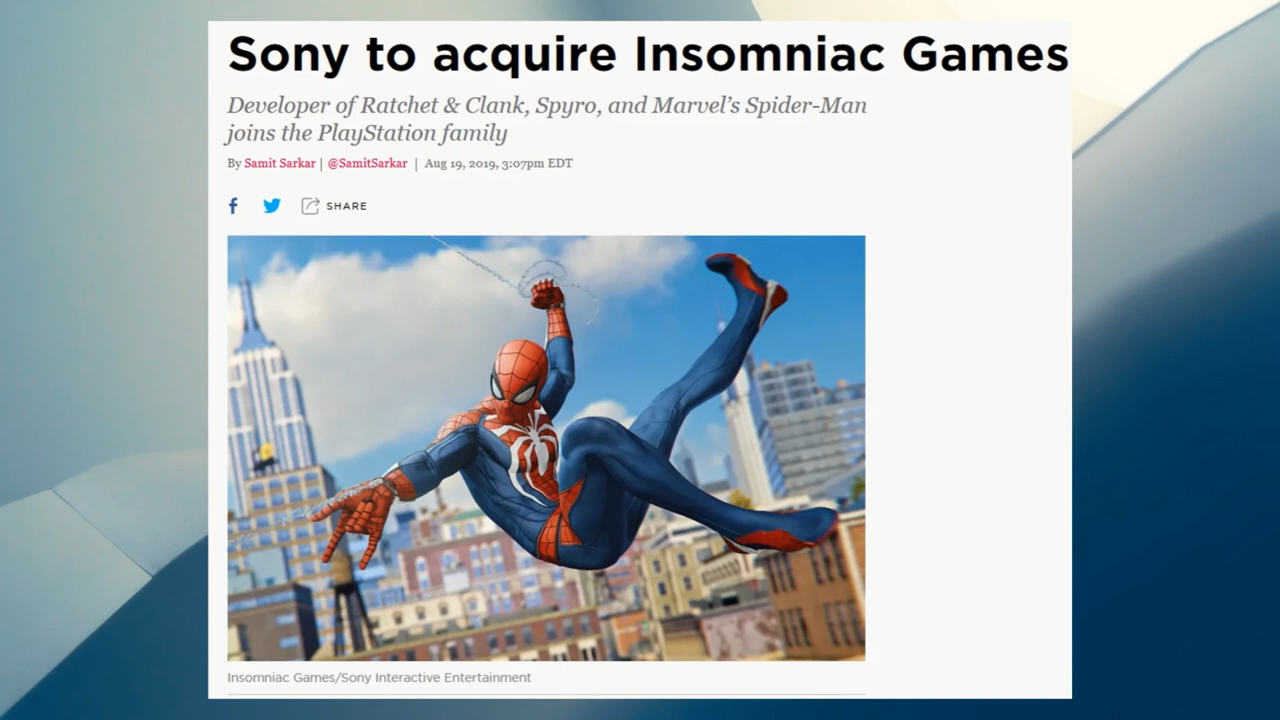 Sony to acquire Insomniac Games
Developer of Ratchet & Clank, Spyro, and Marvel’s Spider-Man
joins the PlayStation family
By Samit Sarkar | @SamitSarkar | Aug 19, 2019, 3:07pm EDT
SHARE
Insomniac Games/Sony Interactive Entertainment